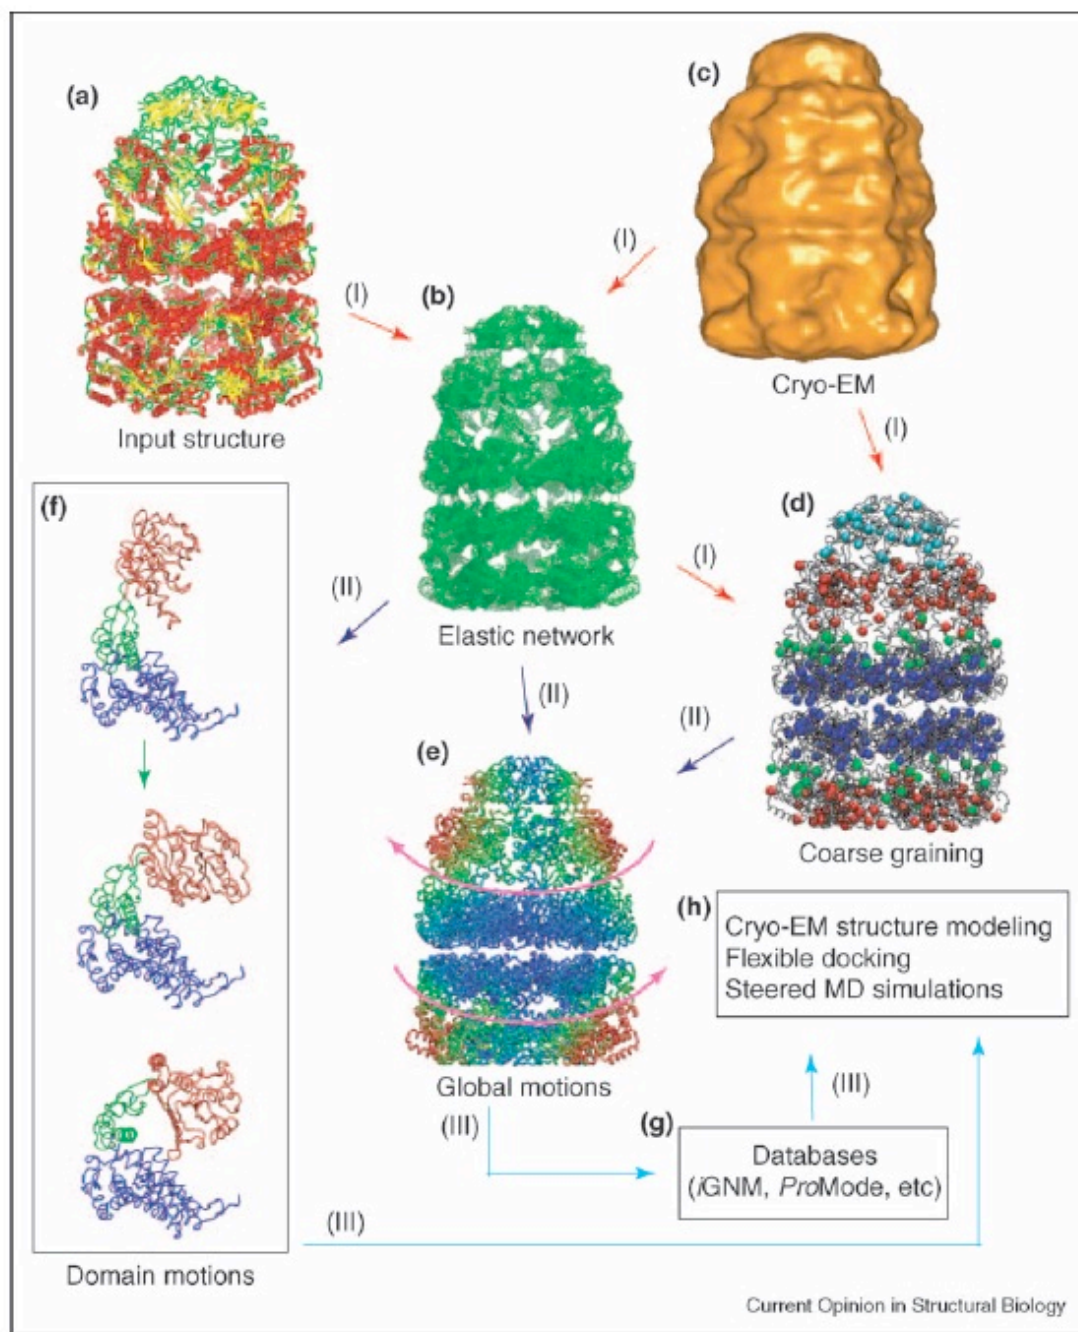 (a)
(c)
(I)
(I)
(b)
Input structure
Cryo-EM
(I)
(f)
(d)
(I)
(II)
Elastic network
(II)
(II)
(e)
Coarse graining
(h)
Cryo-EM structure modeling
Flexible docking
Steered MD simulations
Global motions
(III)
(III)
(g)
Databases
(iGNM, ProMode, etc)
(III)
Domain motions
Current Opinion in Structural Biology